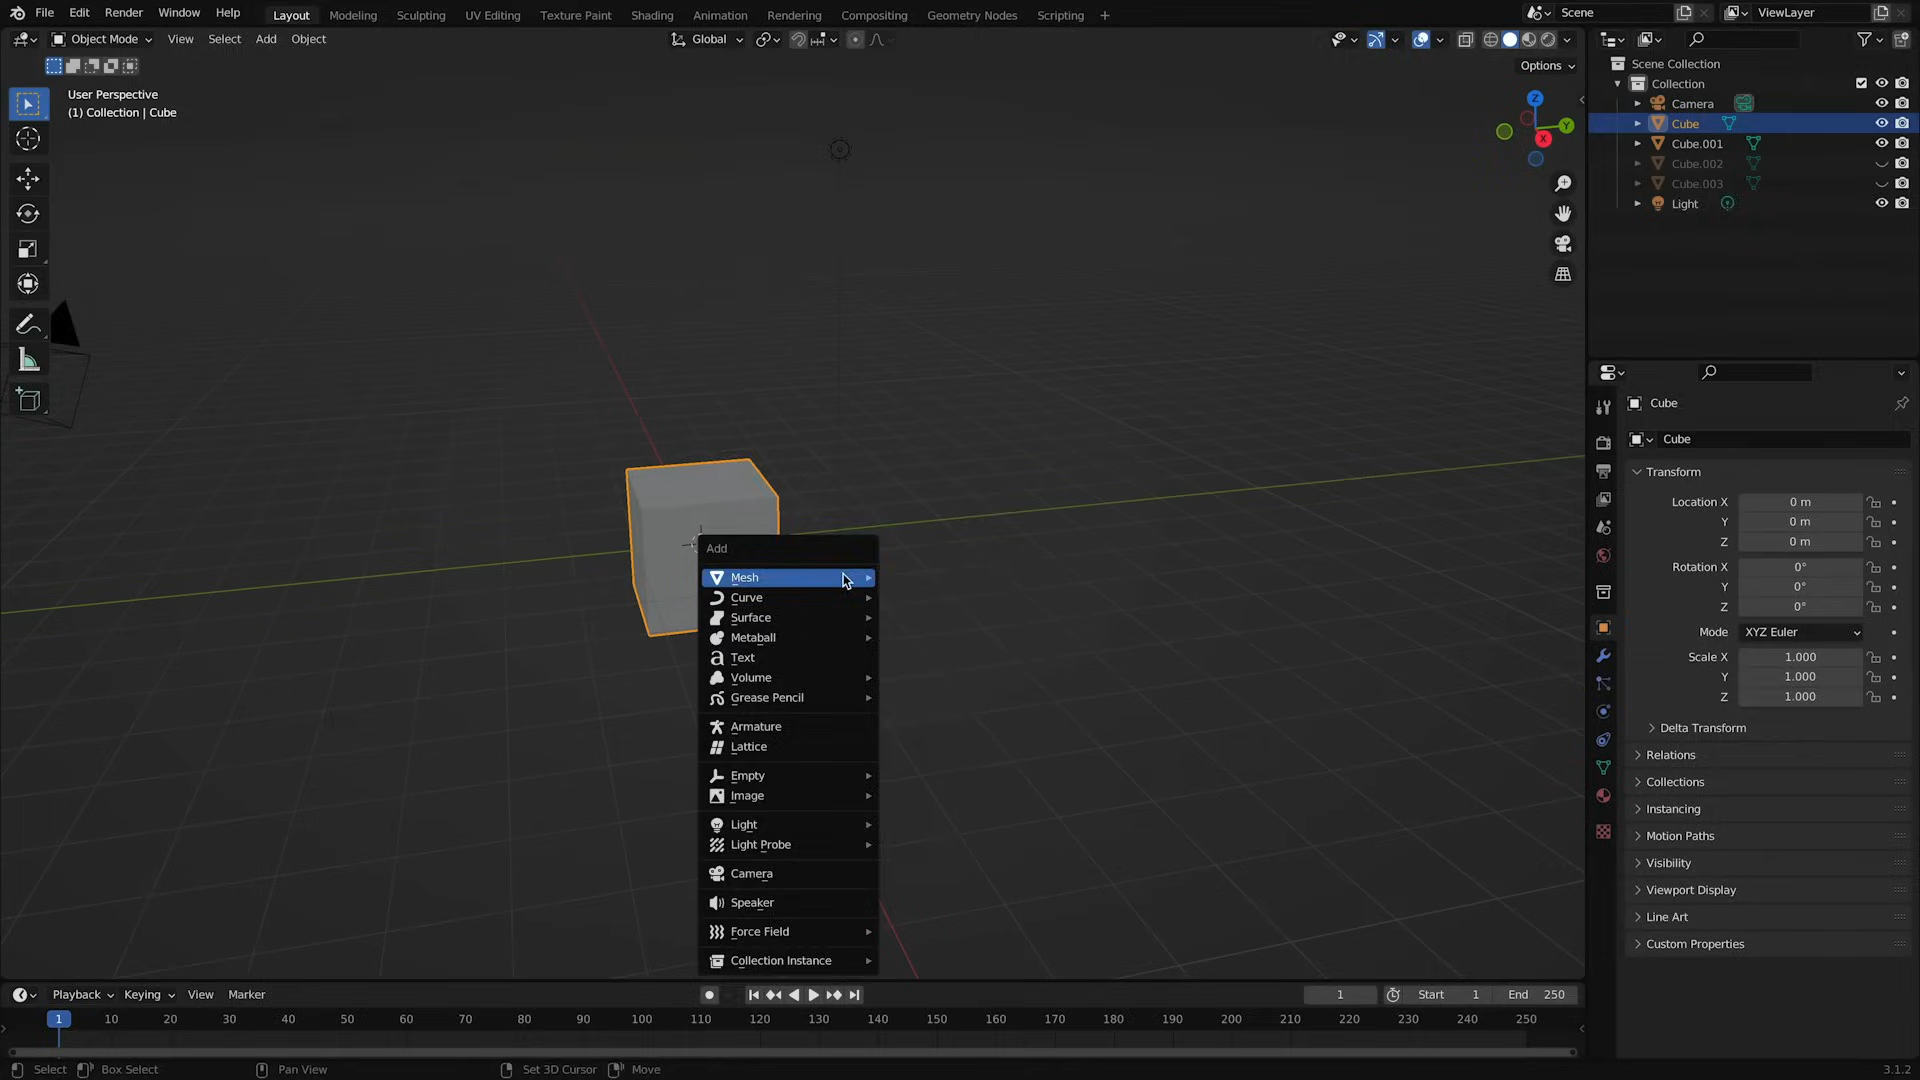 File Edit Render Window Help Layout Modeling Sculpting UV Editing Texture Paint Shading Animation Rendering Compositing Geometry Nodes Scripting + Scene ViewLayer
Object Mode View Select Add Object Global
Options
User Perspective
(1) Collection | Cube
Z
Y
X
Scene Collection
Collection
Camera
Cube
Cube.001
Cube.002
Cube.003
Light
Add
Mesh
Curve
Surface
Metaball
Text
Volume
Grease Pencil
Armature
Lattice
Empty
Image
Light
Light Probe
Camera
Speaker
Force Field
Collection Instance
Cube
Cube
Transform
Location X 0 m
Y 0 m
Z 0 m
Rotation X 0°
Y 0°
Z 0°
Mode XYZ Euler
Scale X 1.000
Y 1.000
Z 1.000
Delta Transform
Relations
Collections
Instancing
Motion Paths
Visibility
Viewport Display
Line Art
Custom Properties
Playback Keying View Marker 1 Start 1 End 250
1 10 20 30 40 50 60 70 80 90 100 110 120 130 140 150 160 170 180 190 200 210 220 230 240 250
Select Box Select Pan View Set 3D Cursor Move 3.1.2